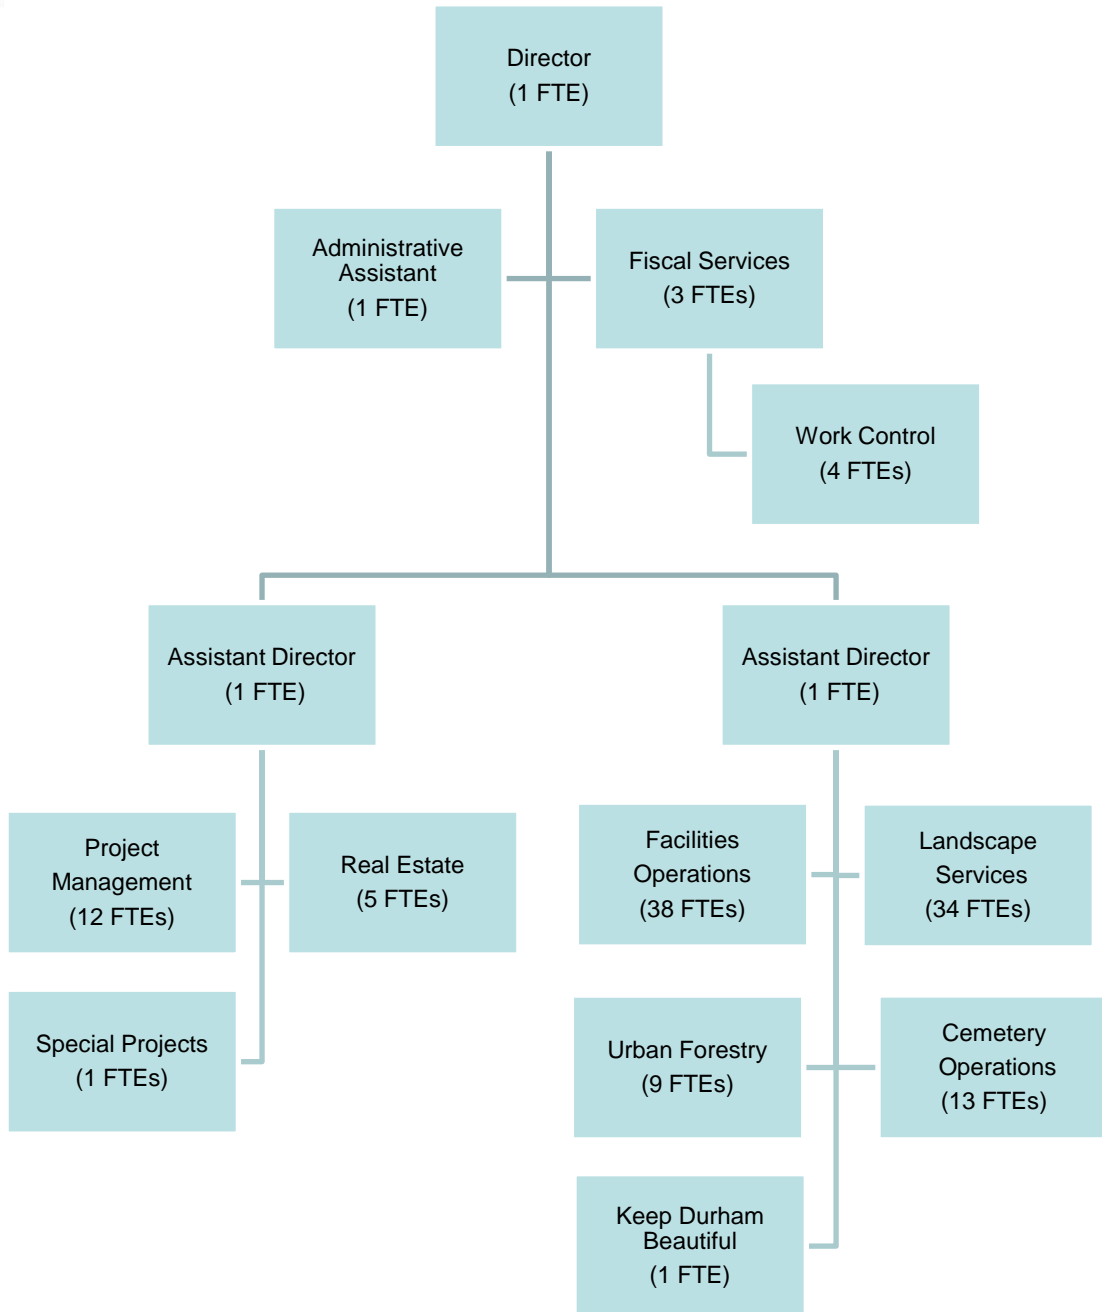 Director
(1 FTE)
Administrative
Assistant
(1 FTE)
Fiscal Services
(3 FTEs)
Work Control
(4 FTEs)
Assistant Director
(1 FTE)
Assistant Director
(1 FTE)
Project
Management
(12 FTEs)
Real Estate
(5 FTEs)
Special Projects
(1 FTEs)
Facilities
Operations
(38 FTEs)
Landscape
Services
(34 FTEs)
Urban Forestry
(9 FTEs)
Cemetery
Operations
(13 FTEs)
Keep Durham
Beautiful
(1 FTE)